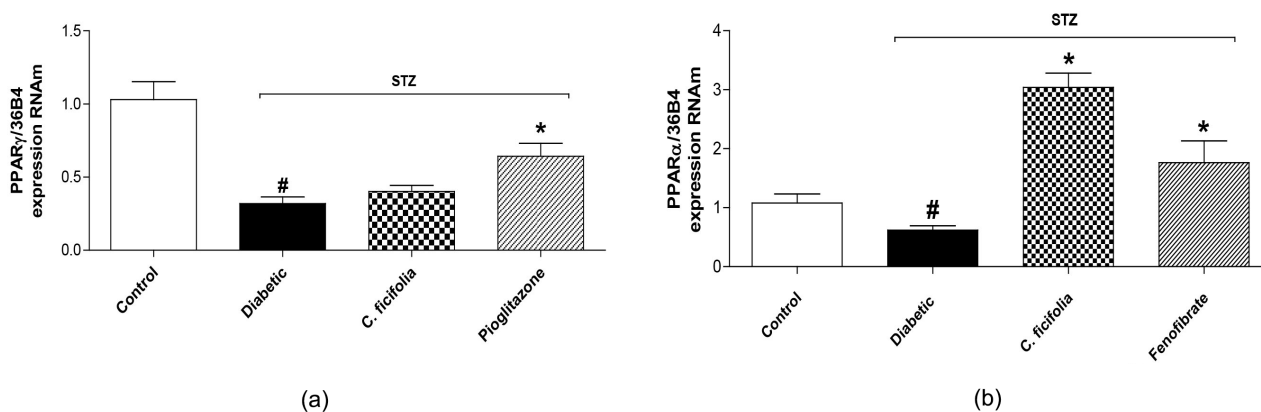 PPARγ/36B4
expression RNAm
1.5
1.0
0.5
0.0
STZ
#
*
Control
Diabetic
C. ficifolia
Pioglitazone
(a)
PPARα/36B4
expression RNAm
4
3
2
1
0
STZ
#
*
*
Control
Diabetic
C. ficifolia
Fenofibrate
(b)